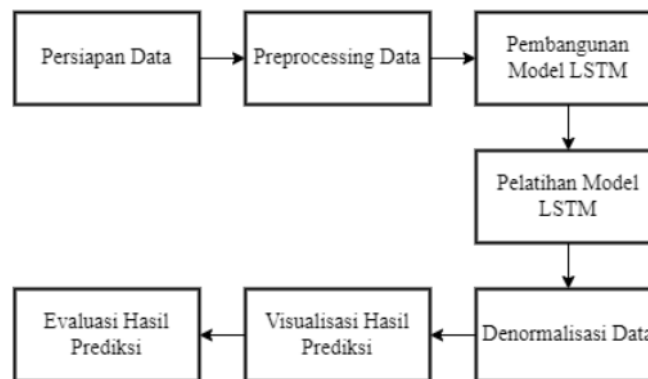 Persiapan Data
Preprocessing Data
Pembangunan
Model LSTM
Pelatihan Model
LSTM
Denormalisasi Data
Visualisasi Hasil
Prediksi
Evaluasi Hasil
Prediksi